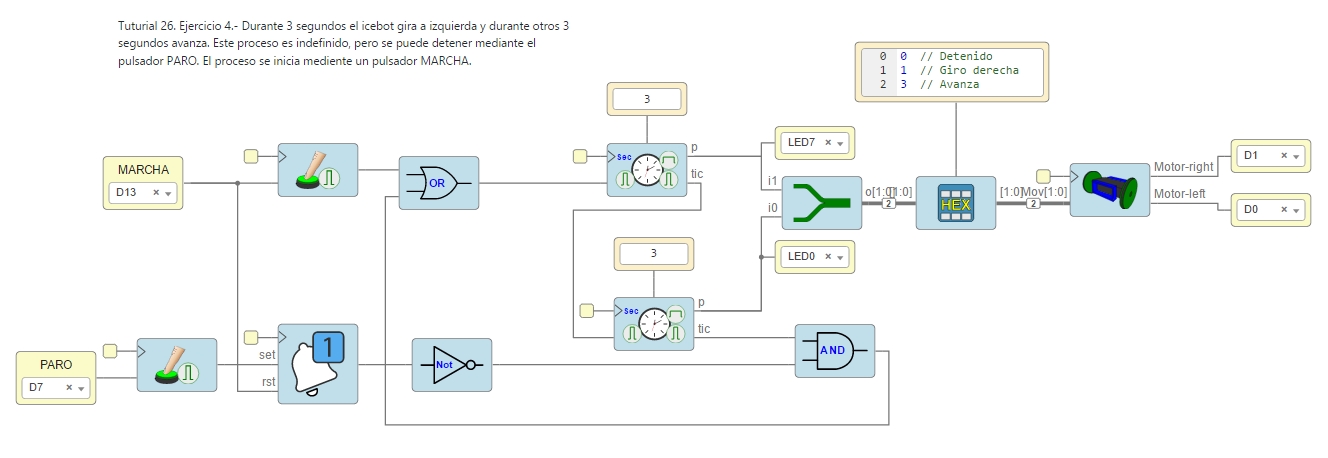 Tuturial 26. Ejercicio 4.- Durante 3 segundos el icebot gira a izquierda y durante otros 3
segundos avanza. Este proceso es indefinido, pero se puede detener mediante el
pulsador PARO. El proceso se inicia mediente un pulsador MARCHA.
0 0 // Detenido
1 1 // Giro derecha
2 3 // Avanza
3
MARCHA
D13
OR
Sec
p
tic
LED7
i1
i0
o[1:0]
1:0]
2
HEX
[1:0]
Mov[1:0]
2
Motor-right
D1
Motor-left
D0
3
LED0
Sec
p
tic
PARO
D7
set
rst
1
Not
AND